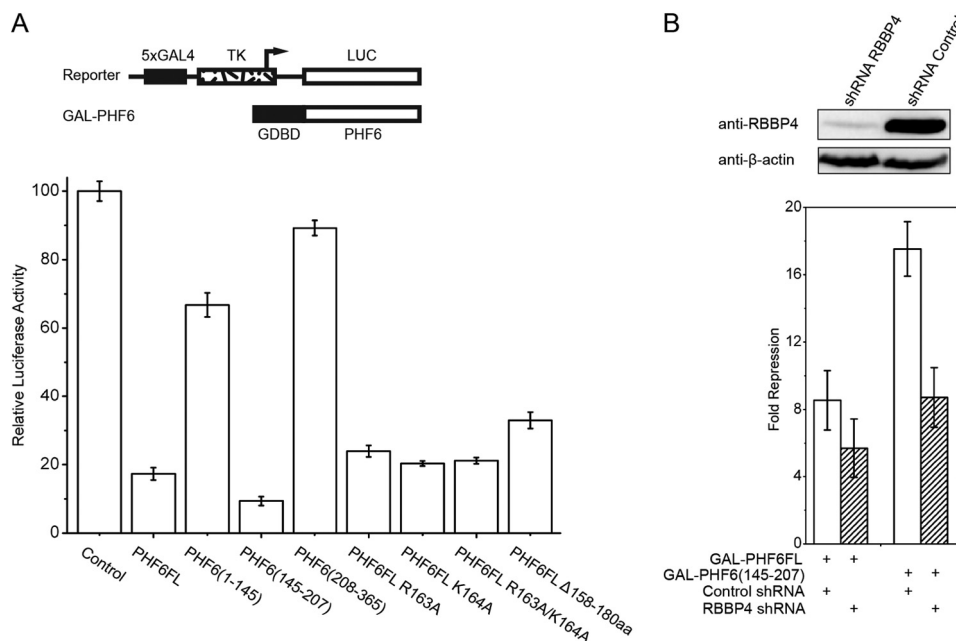 A
5xGAL4 TK LUC
Reporter
GAL-PHF6
GDBD PHF6
Relative Luciferase Activity
100
80
60
40
20
0
Control
PHF6FL
PHF6(1-145)
PHF6(145-207)
PHF6(208-365)
PHF6FL R163A
PHF6FL K164A
PHF6FL R163A/K164A
PHF6FL Δ158-180aa
B
shRNA RBBP4
shRNA Control
anti-RBBP4
anti-β-actin
Fold Repression
20
16
12
8
4
0
GAL-PHF6FL + +
GAL-PHF6(145-207) + +
Control shRNA + +
RBBP4 shRNA + +